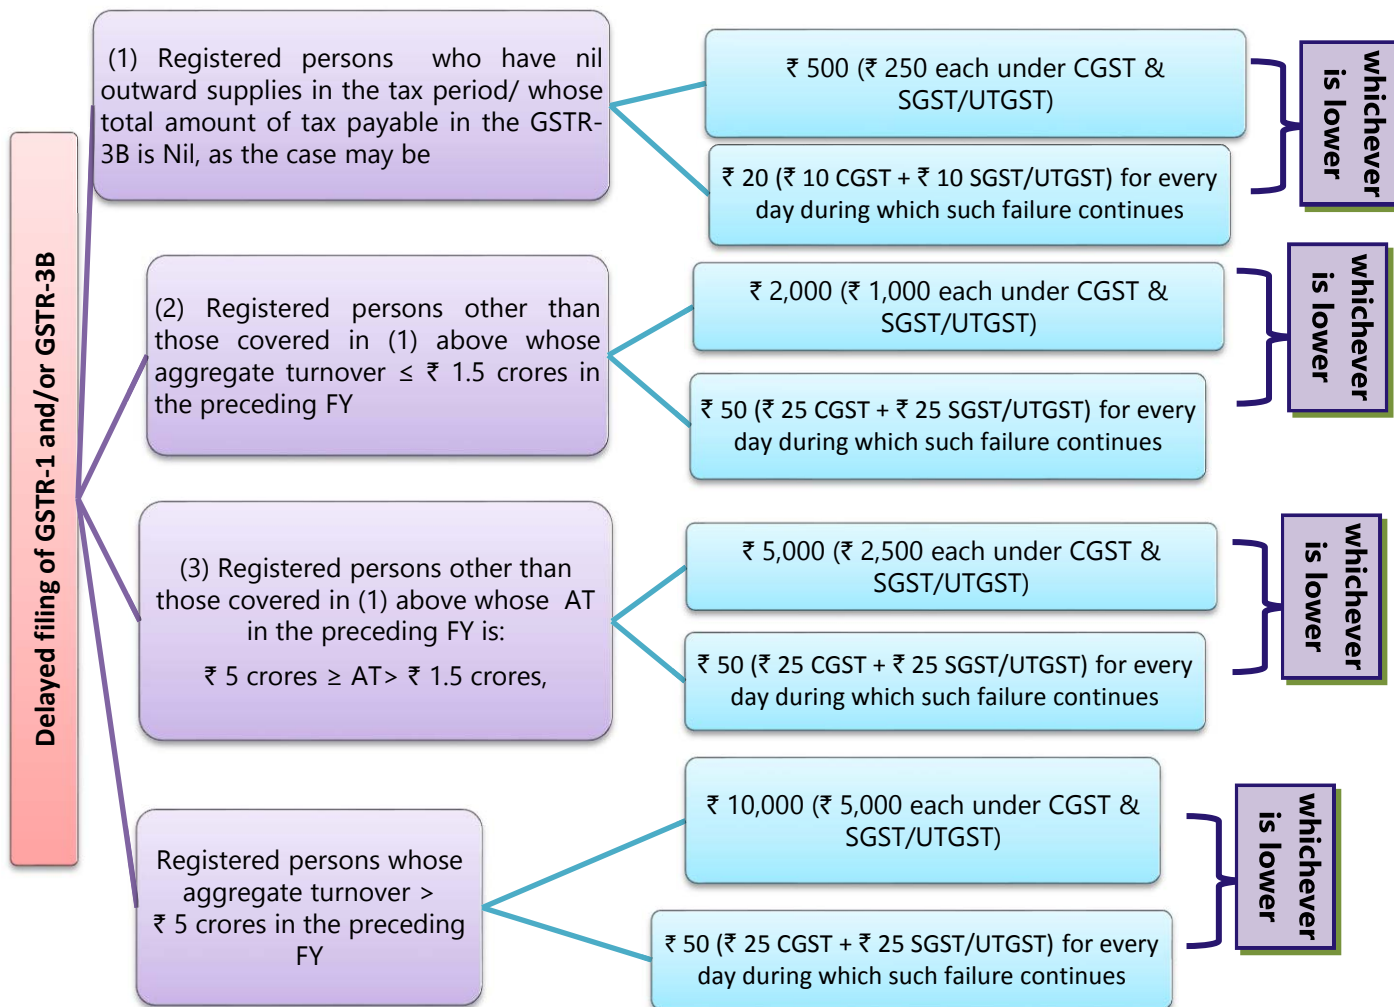 Delayed filing of GSTR-1 and/or GSTR-3B
(1) Registered persons who have nil
outward supplies in the tax period/ whose
total amount of tax payable in the GSTR-
3B is Nil, as the case may be
₹ 500 (₹ 250 each under CGST &
SGST/UTGST)
₹ 20 (₹ 10 CGST + ₹ 10 SGST/UTGST) for every
day during which such failure continues
whichever
is lower
(2) Registered persons other than
those covered in (1) above whose
aggregate turnover ≤ ₹ 1.5 crores in
the preceding FY
₹ 2,000 (₹ 1,000 each under CGST &
SGST/UTGST)
₹ 50 (₹ 25 CGST + ₹ 25 SGST/UTGST) for every
day during which such failure continues
whichever
is lower
(3) Registered persons other than
those covered in (1) above whose AT
in the preceding FY is:
₹ 5 crores ≥ AT> ₹ 1.5 crores,
₹ 5,000 (₹ 2,500 each under CGST &
SGST/UTGST)
₹ 50 (₹ 25 CGST + ₹ 25 SGST/UTGST) for every
day during which such failure continues
whichever
is lower
Registered persons whose
aggregate turnover >
₹ 5 crores in the preceding
FY
₹ 10,000 (₹ 5,000 each under CGST &
SGST/UTGST)
₹ 50 (₹ 25 CGST + ₹ 25 SGST/UTGST) for every
day during which such failure continues
whichever
is lower